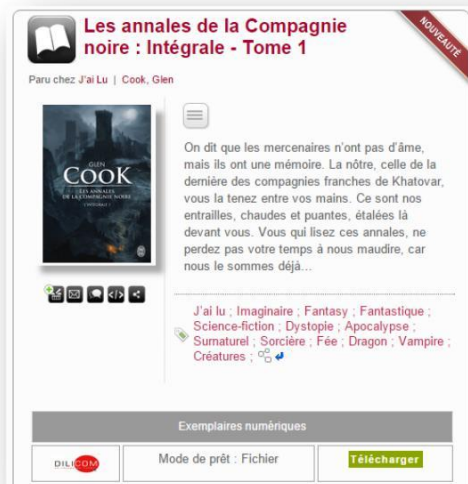 Les annales de la Compagnie
noire : Intégrale - Tome 1
NOUVEAUTÉ
Paru chez J'ai Lu | Cook, Glen
GLEN
COOK
LES ANNALES
DE LA COMPAGNIE NOIRE
On dit que les mercenaires n'ont pas d'âme,
mais ils ont une mémoire. La nôtre, celle de la
dernière des compagnies franches de Khatovar,
vous la tenez entre vos mains. Ce sont nos
entrailles, chaudes et puantes, étalées là
devant vous. Vous qui lisez ces annales, ne
perdez pas votre temps à nous maudire, car
nous le sommes déjà...
J'ai lu ; Imaginaire ; Fantasy ; Fantastique ;
Science-fiction ; Dystopie ; Apocalypse ;
Surnaturel ; Sorcière ; Fée ; Dragon ; Vampire ;
Créatures ;
Exemplaires numériques
DILICOM
Mode de prêt : Fichier
Télécharger